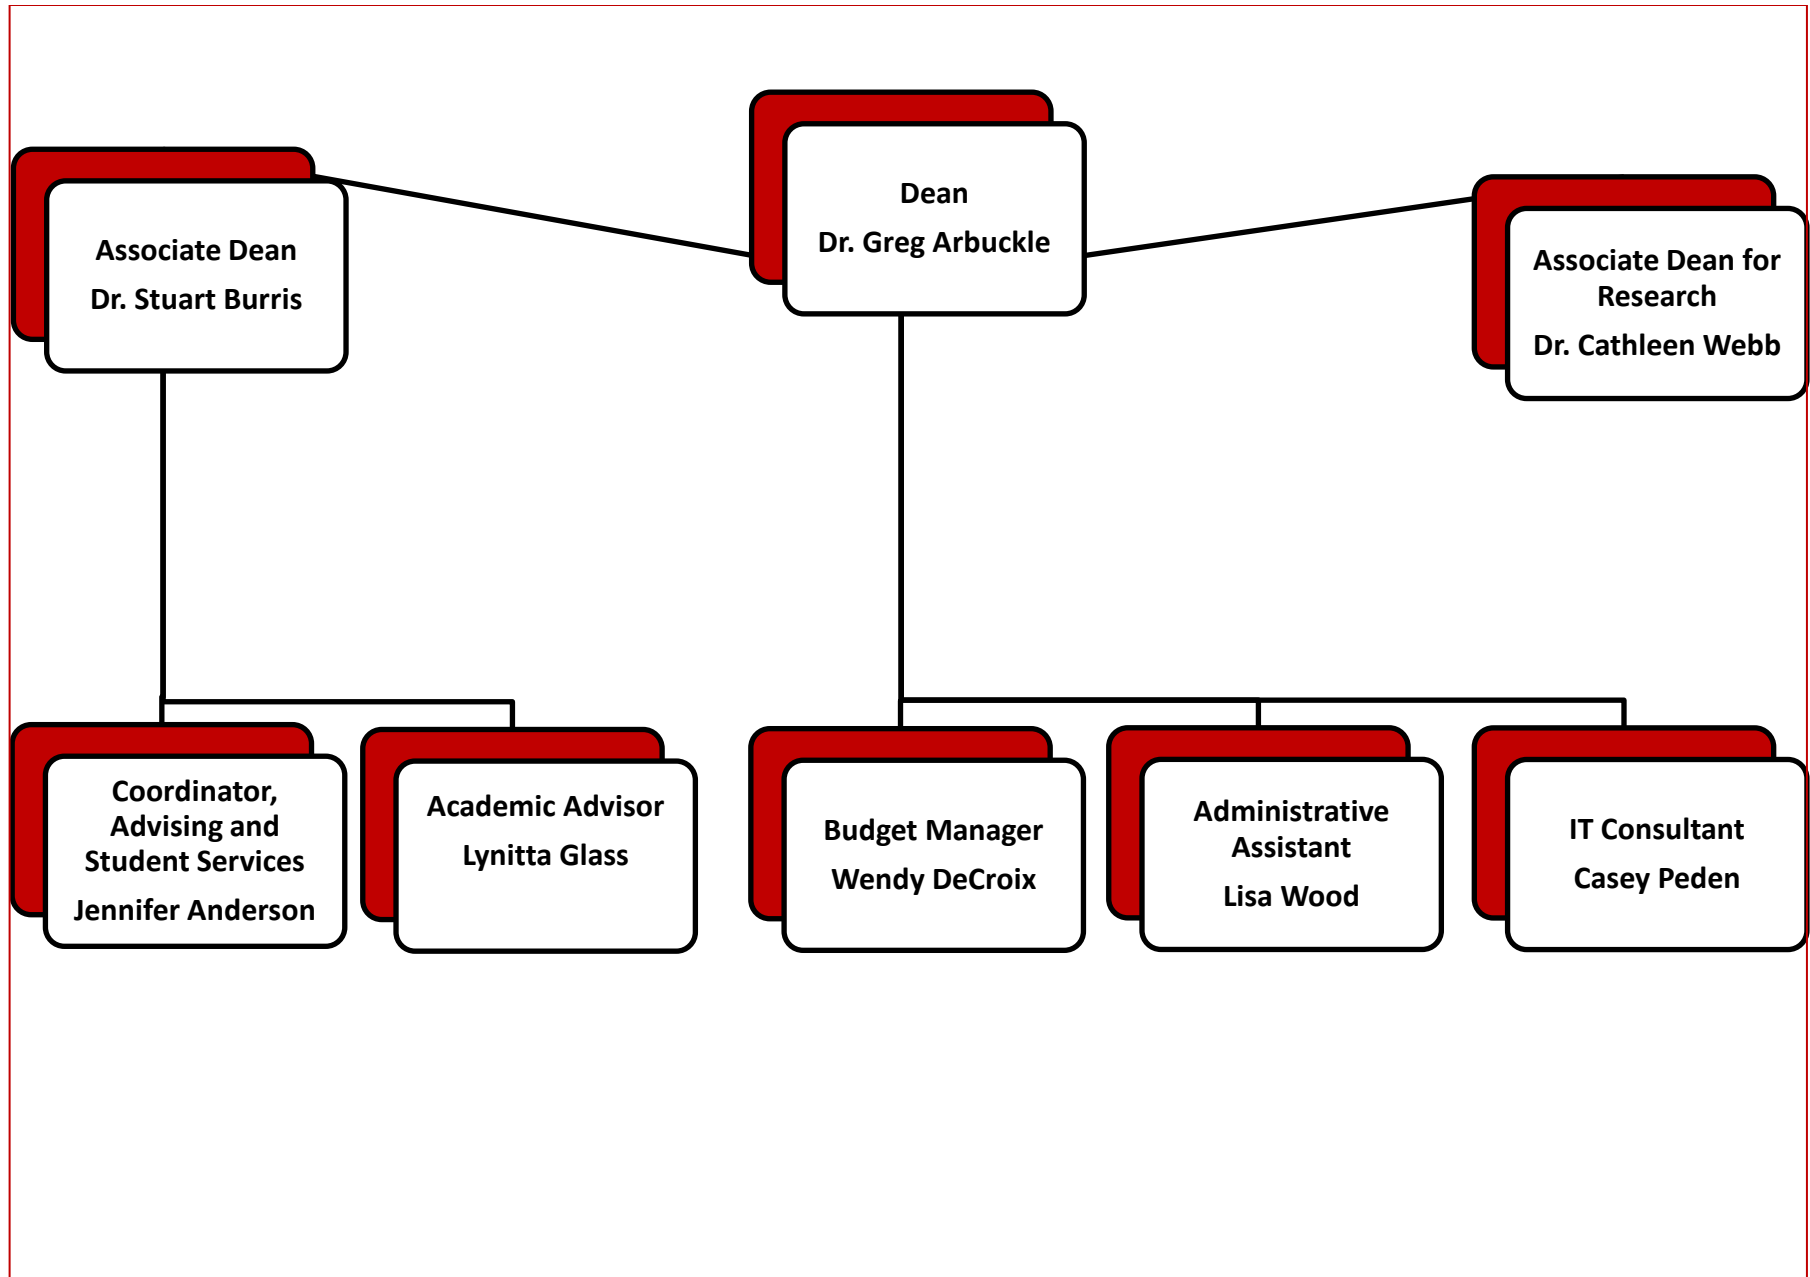 Dean
Dr. Greg Arbuckle
Associate Dean
Dr. Stuart Burris
Associate Dean for
Research
Dr. Cathleen Webb
Coordinator,
Advising and
Student Services
Jennifer Anderson
Academic Advisor
Lynitta Glass
Budget Manager
Wendy DeCroix
Administrative
Assistant
Lisa Wood
IT Consultant
Casey Peden